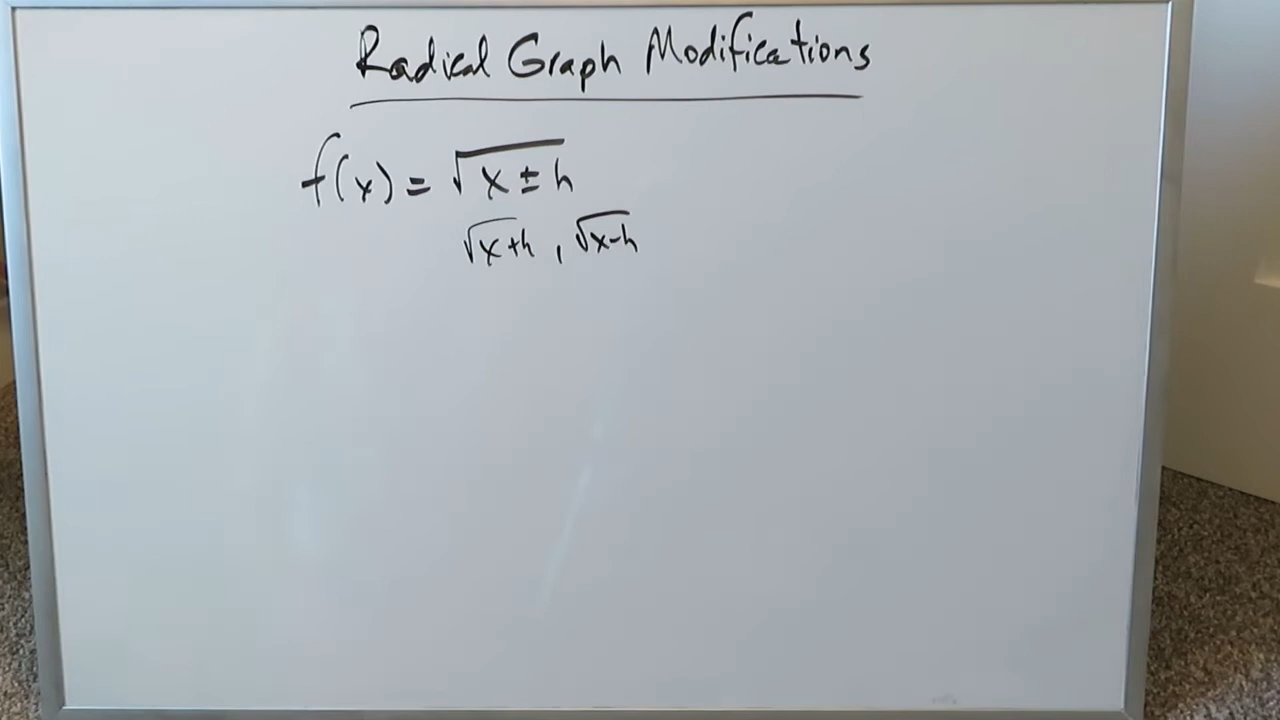 Radical Graph Modifications
f(x) = √x ± h
√x+h , √x-h